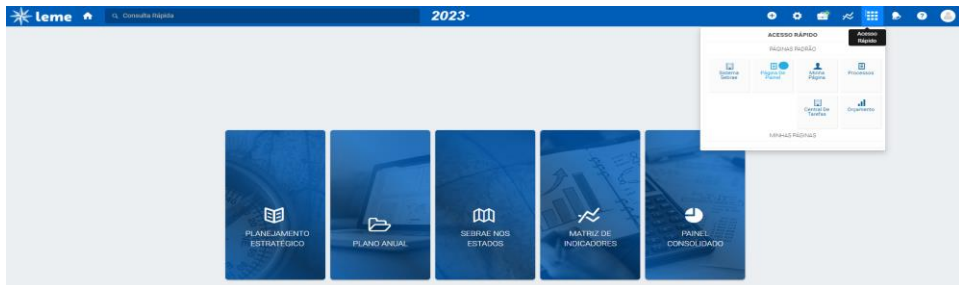 leme
Consulta Rápida
2023
ACESSO RÁPIDO
Acesso
Rápido
PÁGINAS PADRÃO
Sistema
Sebrae
Página De
Painel
Minha
Página
Processos
Central De
Tarefas
Orçamento
MINHAS PÁGINAS
PLANEJAMENTO
ESTRATÉGICO
PLANO ANUAL
SEBRAE NOS
ESTADOS
MATRIZ DE
INDICADORES
PAINEL
CONSOLIDADO